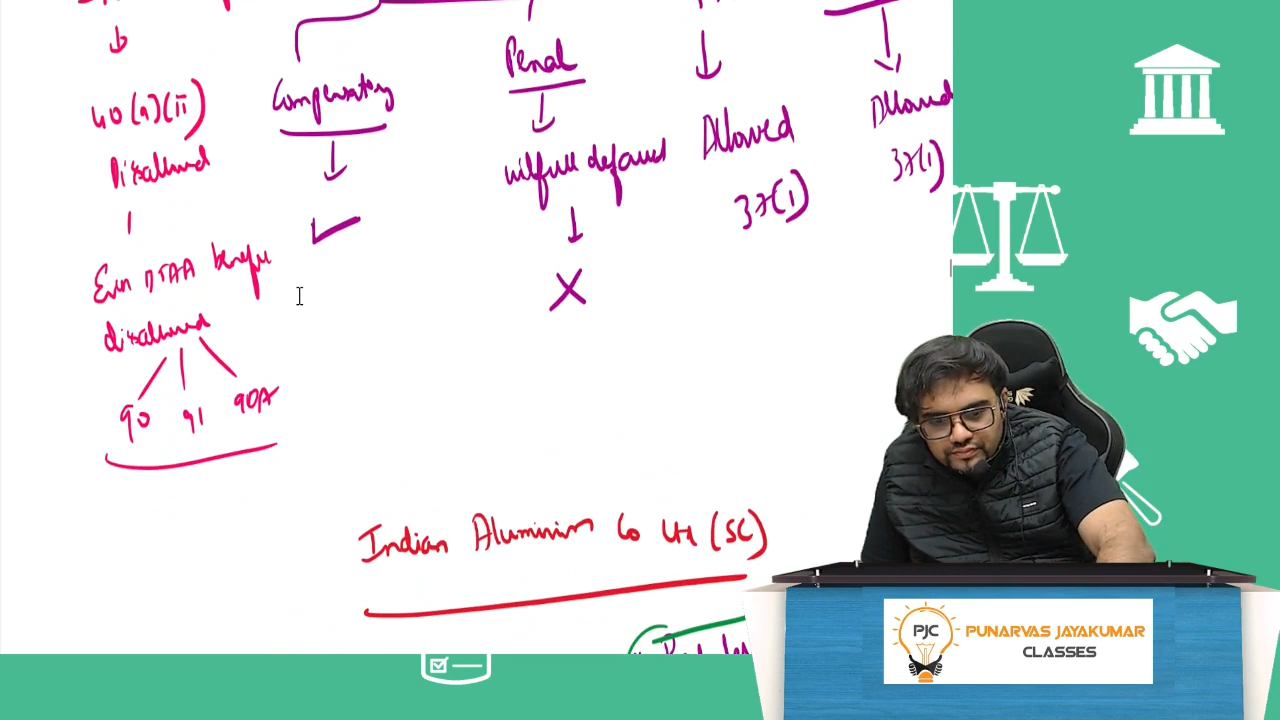 40(a)(ii)
Disallowed
Even DTAA benefit
disallowed
90 91 90A
Compensatory
Penal
wilfull default
X
Allowed
37(1)
Allowed
37(1)
Indian Aluminium Co Ltd (SC)
PJC
PUNARVAS JAYAKUMAR
CLASSES